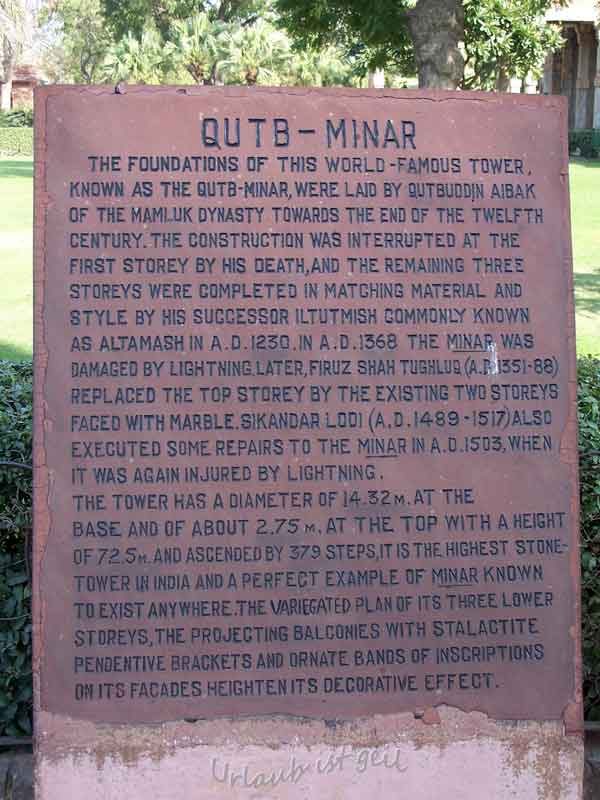 QUTB-MINAR
THE FOUNDATIONS OF THIS WORLD-FAMOUS TOWER,
KNOWN AS THE QUTB-MINAR, WERE LAID BY QUTBUDDIN AIBAK
OF THE MAMLUK DYNASTY TOWARDS THE END OF THE TWELFTH
CENTURY. THE CONSTRUCTION WAS INTERRUPTED AT THE
FIRST STOREY BY HIS DEATH, AND THE REMAINING THREE
STOREYS WERE COMPLETED IN MATCHING MATERIAL AND
STYLE BY HIS SUCCESSOR ILTUTMISH COMMONLY KNOWN
AS ALTAMASH IN A.D.1230. IN A.D.1368 THE MINAR WAS
DAMAGED BY LIGHTNING. LATER, FIRUZ SHAH TUGHLUQ (A.D.1351-88)
REPLACED THE TOP STOREY BY THE EXISTING TWO STOREYS
FACED WITH MARBLE. SIKANDAR LODI (A.D.1489-1517) ALSO
EXECUTED SOME REPAIRS TO THE MINAR IN A.D.1503, WHEN
IT WAS AGAIN INJURED BY LIGHTNING.
THE TOWER HAS A DIAMETER OF 14.32 M. AT THE
BASE AND OF ABOUT 2.75 M. AT THE TOP WITH A HEIGHT
OF 72.5 M. AND ASCENDED BY 379 STEPS, IT IS THE HIGHEST STONE-
TOWER IN INDIA AND A PERFECT EXAMPLE OF MINAR KNOWN
TO EXIST ANYWHERE. THE VARIEGATED PLAN OF ITS THREE LOWER
STOREYS, THE PROJECTING BALCONIES WITH STALACTITE
PENDENTIVE BRACKETS AND ORNATE BANDS OF INSCRIPTIONS
ON ITS FACADES HEIGHTEN ITS DECORATIVE EFFECT.
Urlaub ist geil